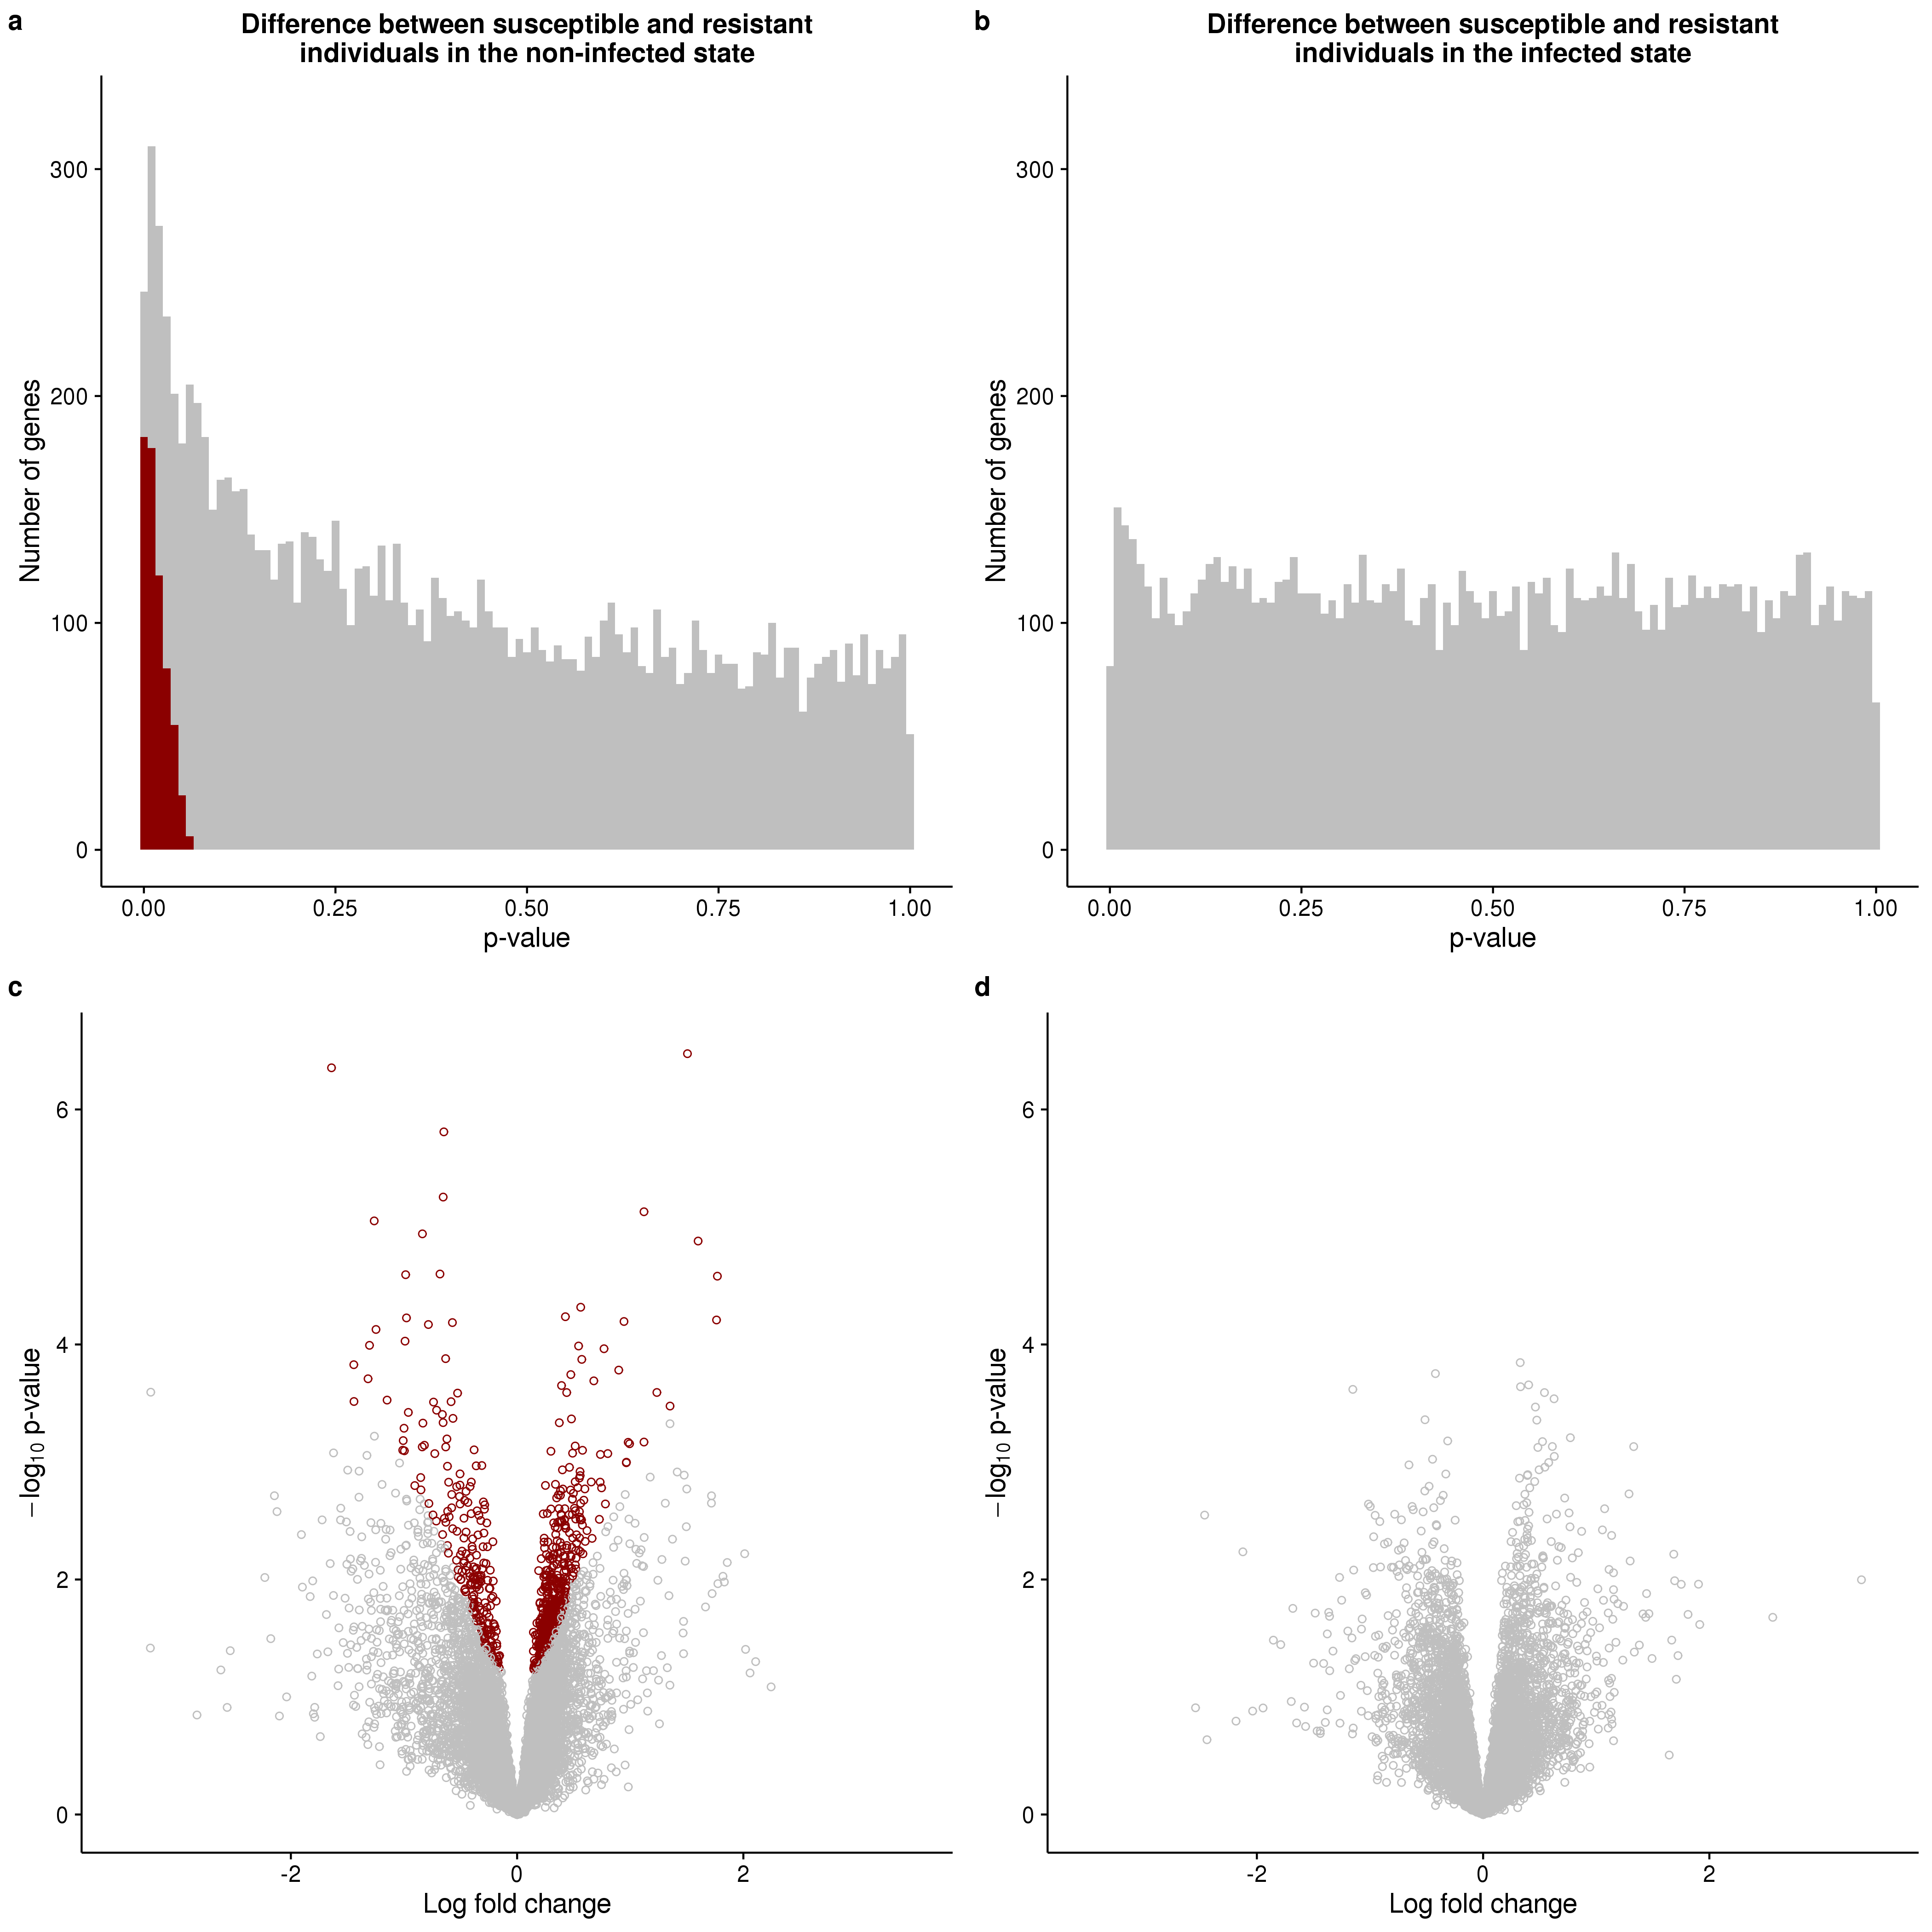 a
Difference between susceptible and resistant
individuals in the non-infected state
300
200
100
0
Number of genes
0.00 0.25 0.50 0.75 1.00
p-value
b
Difference between susceptible and resistant
individuals in the infected state
300
200
100
0
Number of genes
0.00 0.25 0.50 0.75 1.00
p-value
c
6
4
2
0
−log₁₀ p-value
-2 0 2
Log fold change
d
6
4
2
0
−log₁₀ p-value
-2 0 2
Log fold change